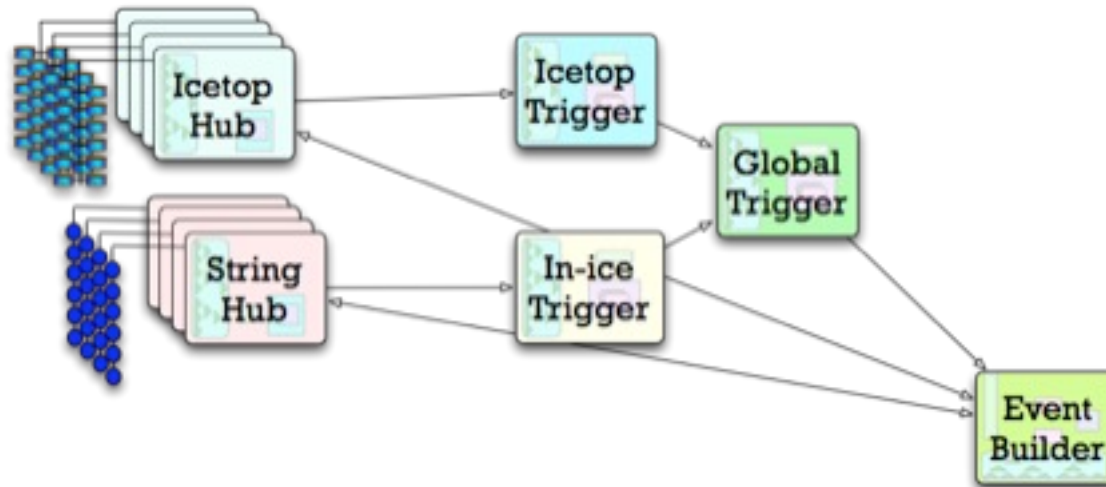 Icetop
Hub
Icetop
Trigger
Global
Trigger
String
Hub
In-ice
Trigger
Event
Builder